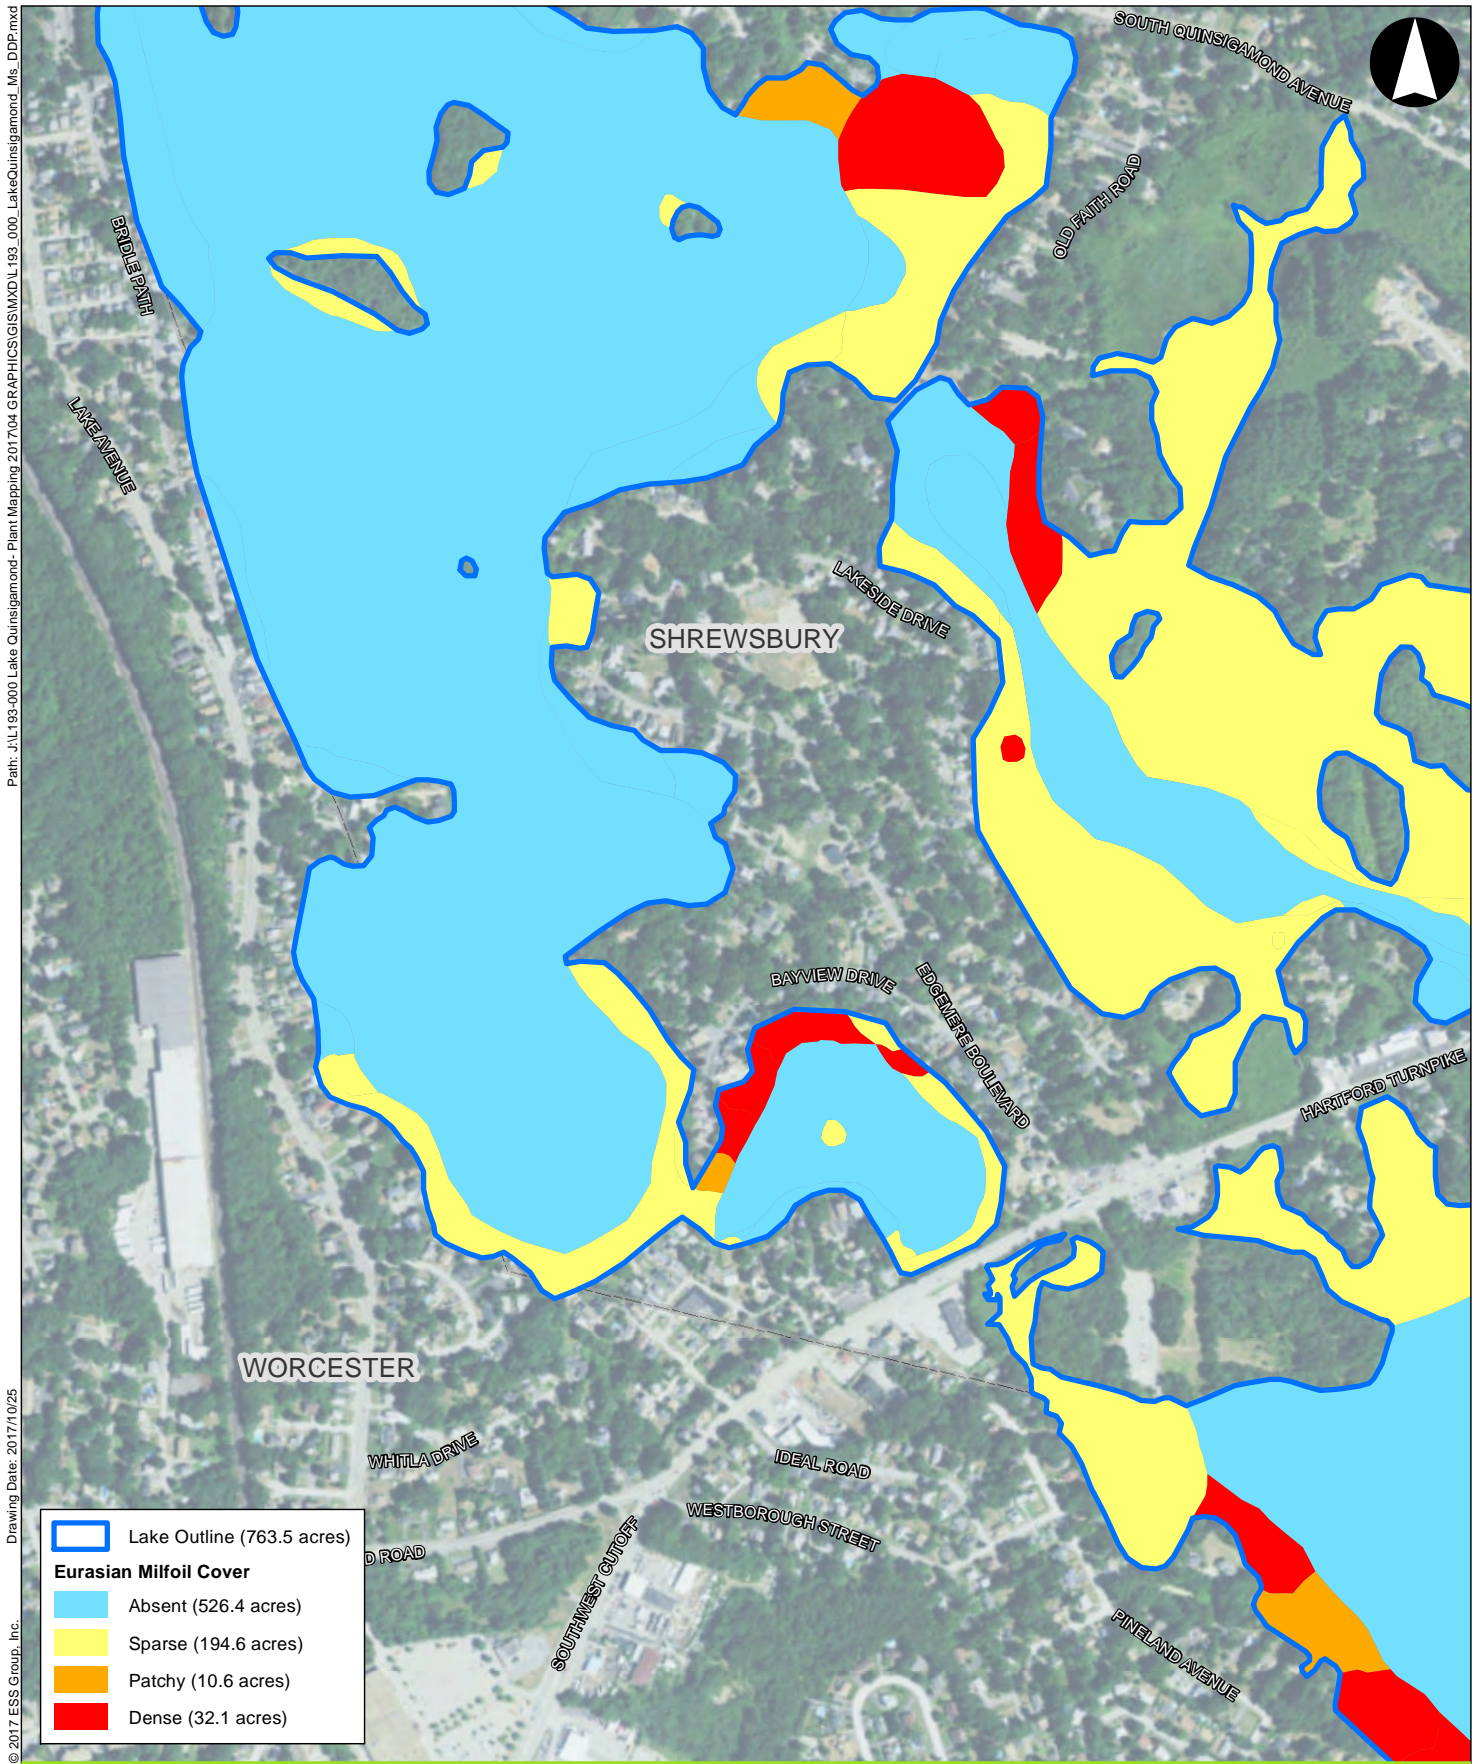 Path: J:\L193-000 Lake Quinsigamond- Plant Mapping 2017\04 GRAPHICS\GIS\MXD\L193_000_LakeQuinsigamond_Ms_DDP.mxd
Drawing Date: 2017/10/25
© 2017 ESS Group, Inc.
SOUTH QUINSIGAMOND AVENUE
OLD FAITH ROAD
BRIDLE PATH
LAKE AVENUE
LAKESIDE DRIVE
SHREWSBURY
BAYVIEW DRIVE
EDGEMERE BOULEVARD
HARTFORD TURNPIKE
WORCESTER
WHITLA DRIVE
IDEAL ROAD
WESTBOROUGH STREET
D ROAD
SOUTHWEST CUTOFF
PINELAND AVENUE
Lake Outline (763.5 acres)
Eurasian Milfoil Cover
Absent (526.4 acres)
Sparse (194.6 acres)
Patchy (10.6 acres)
Dense (32.1 acres)